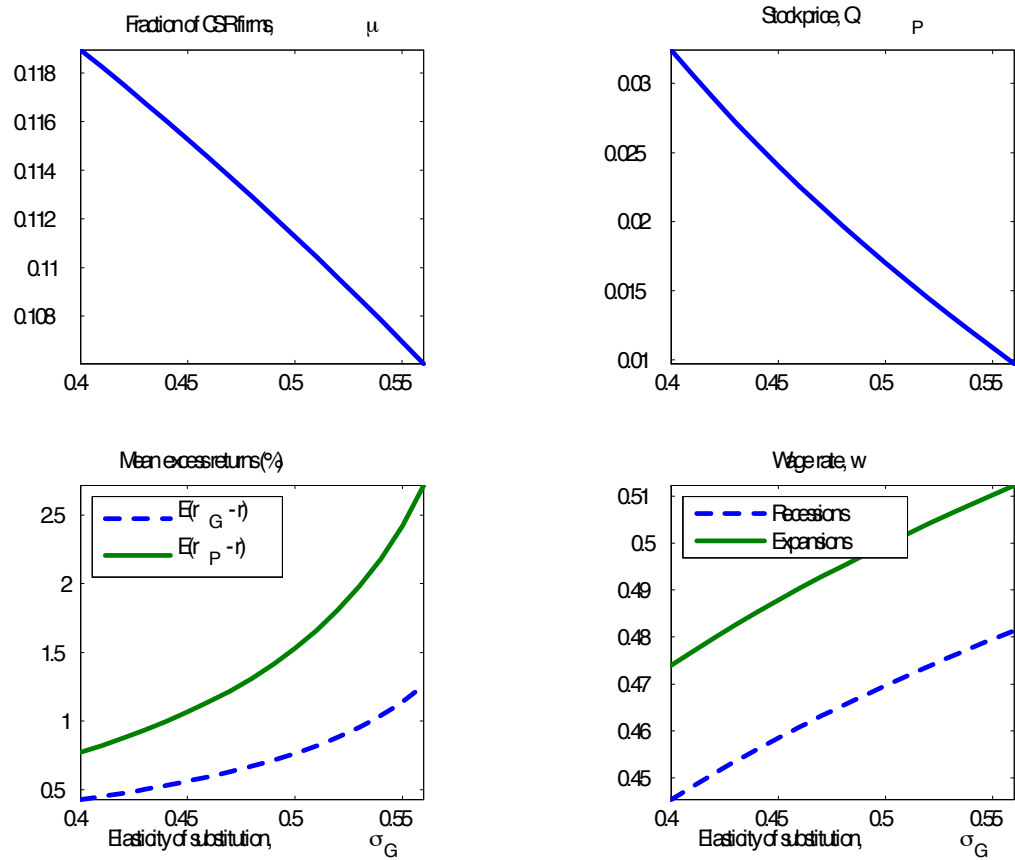 Fraction of CSR firms, μ
Stock price, Q P
0.118
0.116
0.114
0.112
0.11
0.108
0.4 0.45 0.5 0.55
0.03
0.025
0.02
0.015
0.01
0.4 0.45 0.5 0.55
Mean excess returns (%)
Wage rate, w
E(r G - r)
E(r P - r)
2.5
2
1.5
1
0.5
0.4 0.45 0.5 0.55
Elasticity of substitution, σ G
Recessions
Expansions
0.51
0.5
0.49
0.48
0.47
0.46
0.45
0.4 0.45 0.5 0.55
Elasticity of substitution, σ G